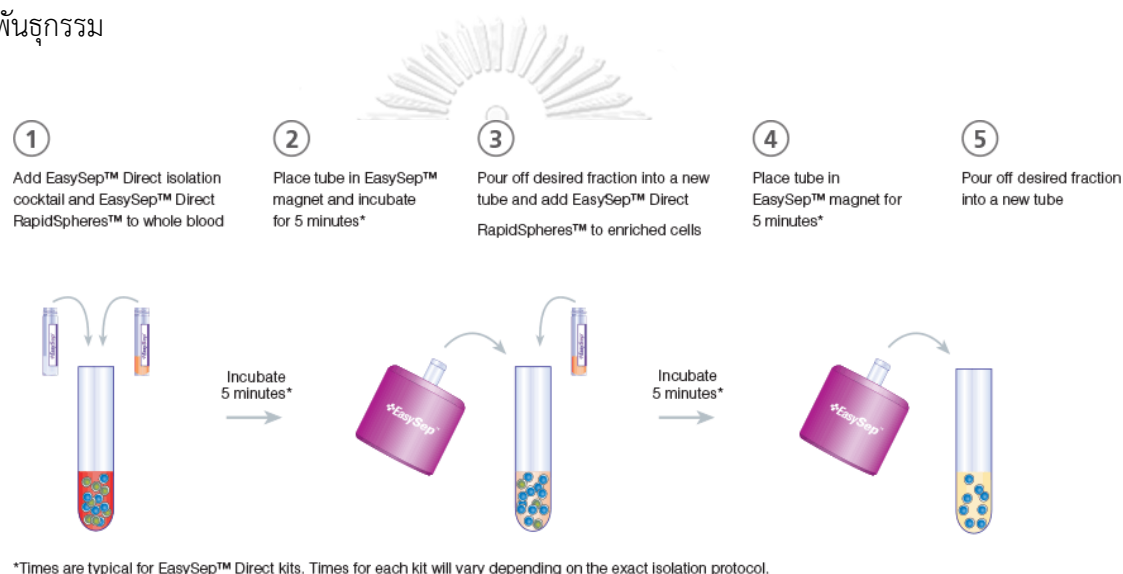 พันธุกรรม
1
Add EasySep™ Direct isolation
cocktail and EasySep™ Direct
RapidSpheres™ to whole blood
2
Place tube in EasySep™
magnet and incubate
for 5 minutes*
3
Pour off desired fraction into a new
tube and add EasySep™ Direct
RapidSpheres™ to enriched cells
4
Place tube in
EasySep™ magnet for
5 minutes*
5
Pour off desired fraction
into a new tube
EasySep
EasySep
Incubate
5 minutes*
EasySep™
EasySep
Incubate
5 minutes*
EasySep™
*Times are typical for EasySep™ Direct kits. Times for each kit will vary depending on the exact isolation protocol.